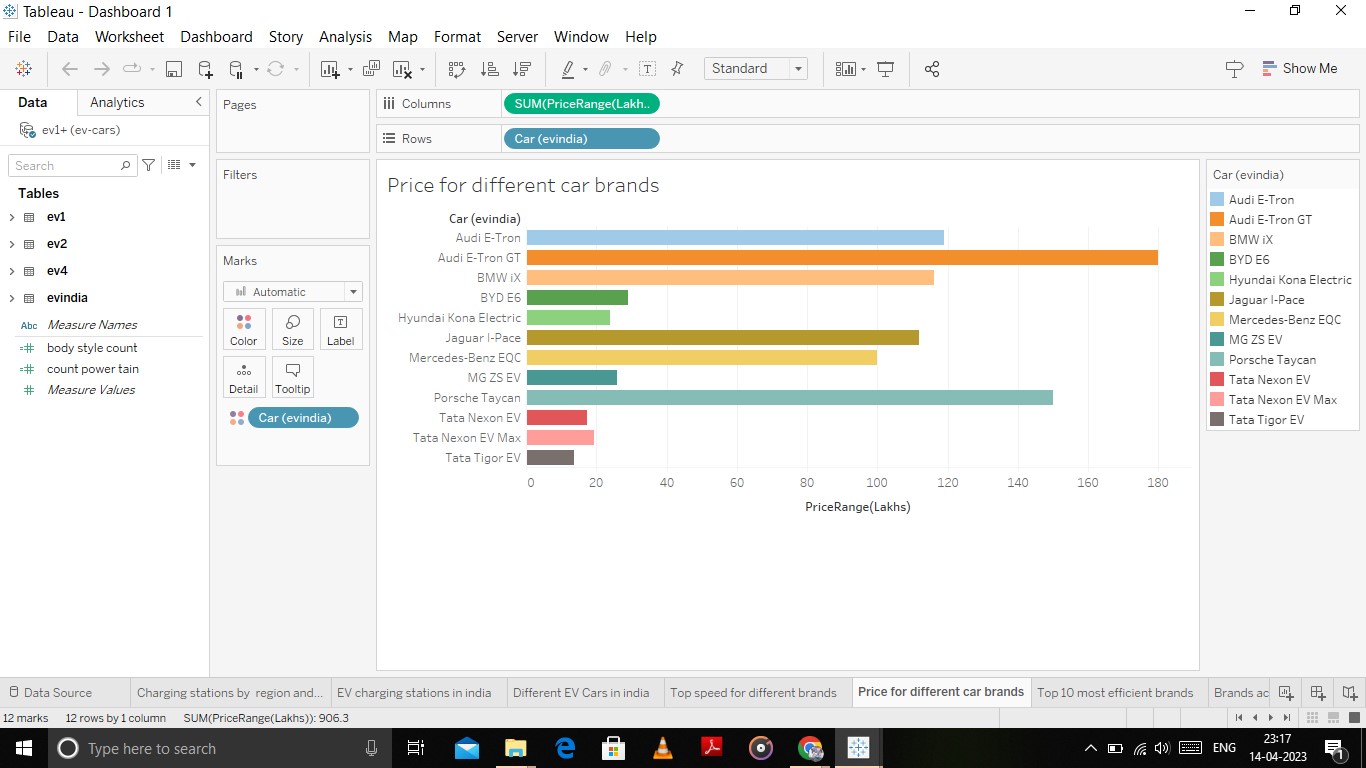 Tableau - Dashboard 1
File Data Worksheet Dashboard Story Analysis Map Format Server Window Help
Standard
Show Me
Data Analytics
ev1+ (ev-cars)
Search
Tables
ev1
ev2
ev4
evindia
Abc Measure Names
body style count
count power tain
Measure Values
Pages
Filters
Marks
Automatic
Color Size Label
Detail Tooltip
Car (evindia)
Columns SUM(PriceRange(Lakh..
Rows Car (evindia)
Price for different car brands
Car (evindia)
Audi E-Tron
Audi E-Tron GT
BMW iX
BYD E6
Hyundai Kona Electric
Jaguar I-Pace
Mercedes-Benz EQC
MG ZS EV
Porsche Taycan
Tata Nexon EV
Tata Nexon EV Max
Tata Tigor EV
0 20 40 60 80 100 120 140 160 180
PriceRange(Lakhs)
Car (evindia)
Audi E-Tron
Audi E-Tron GT
BMW iX
BYD E6
Hyundai Kona Electric
Jaguar I-Pace
Mercedes-Benz EQC
MG ZS EV
Porsche Taycan
Tata Nexon EV
Tata Nexon EV Max
Tata Tigor EV
Data Source Charging stations by region and... EV charging stations in india Different EV Cars in india Top speed for different brands Price for different car brands Top 10 most efficient brands Brands ac
12 marks 12 rows by 1 column SUM(PriceRange(Lakhs)): 906.3
Type here to search
ENG
23:17
14-04-2023
1